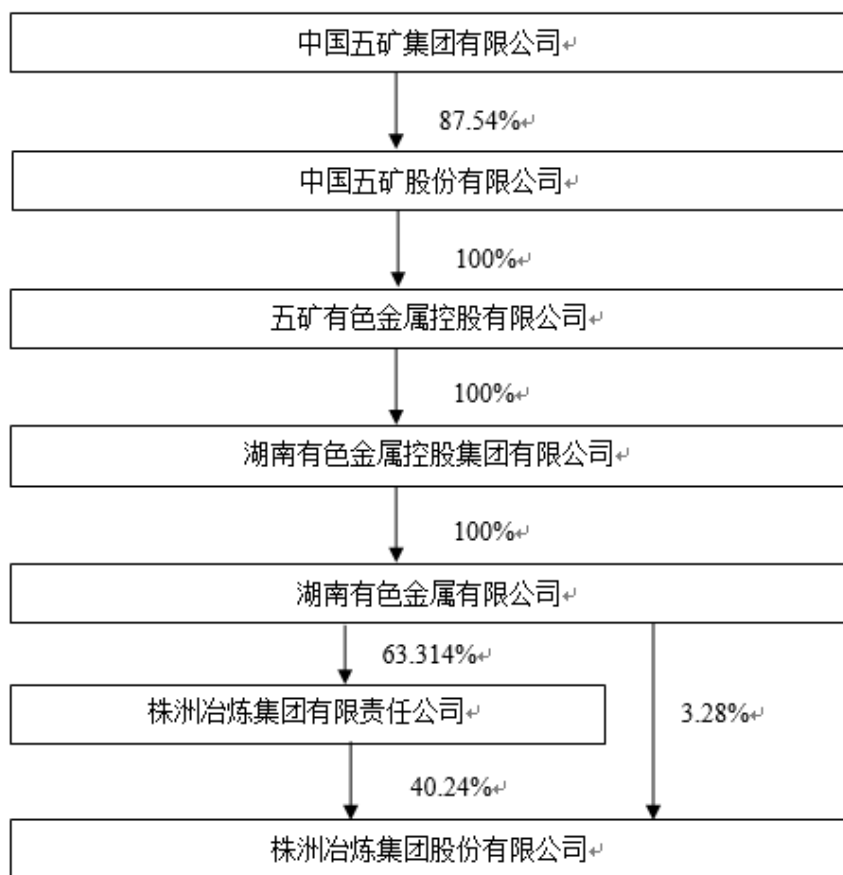 中国五矿集团有限公司↵
87.54%↵
中国五矿股份有限公司↵
100%↵
五矿有色金属控股有限公司↵
100%↵
湖南有色金属控股集团有限公司↵
100%↵
湖南有色金属有限公司↵
63.314%↵
株洲冶炼集团有限责任公司↵
3.28%↵
40.24%↵
株洲冶炼集团股份有限公司↵